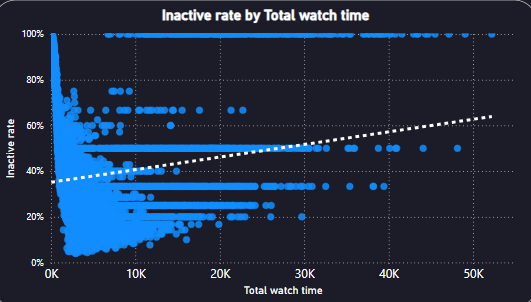 Inactive rate by Total watch time
100%
80%
60%
40%
20%
0%
Inactive rate
0K 10K 20K 30K 40K 50K
Total watch time